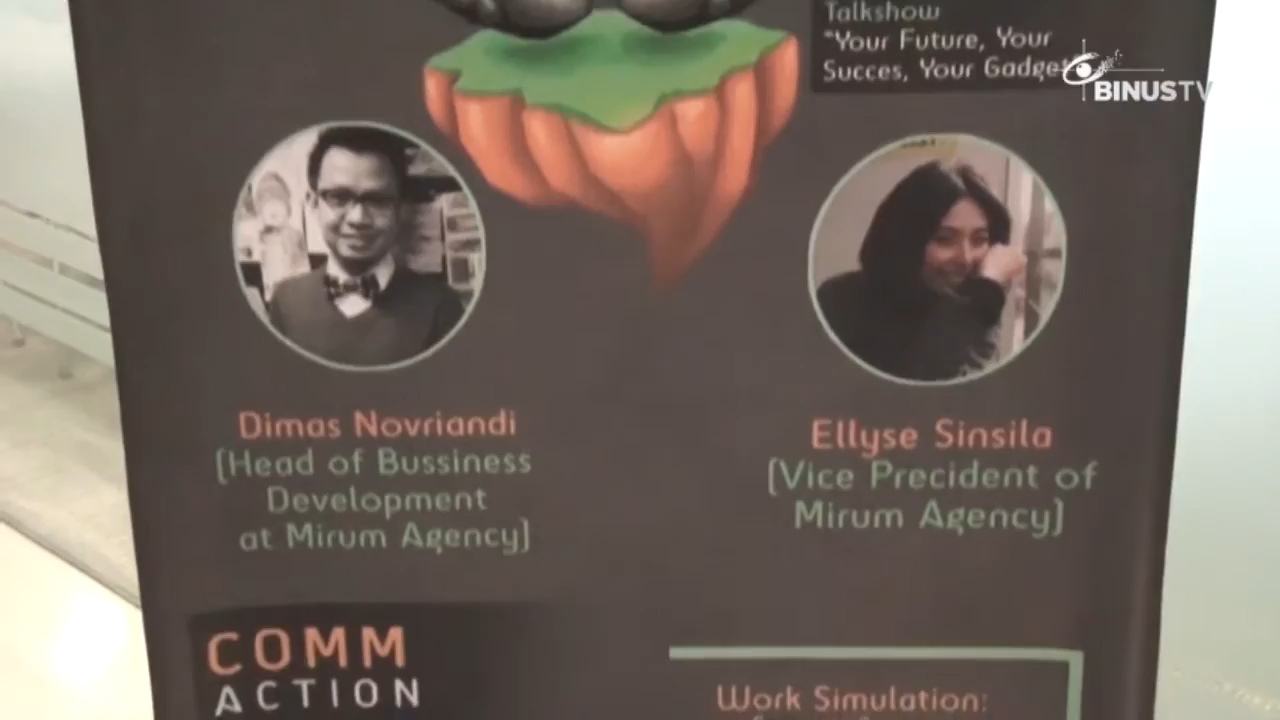 Talkshow
"Your Future, Your
Succes, Your Gadget"
BINUSTV
Dimas Novriandi
(Head of Bussiness
Development
at Mirum Agency)
Ellyse Sinsila
(Vice Precident of
Mirum Agency)
COMM
ACTION
Work Simulation: